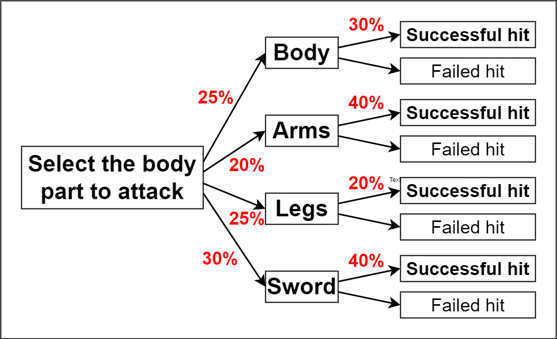 30%
Successful hit
Body
Failed hit
25%
40%
Successful hit
Arms
Failed hit
Select the body
part to attack
20%
20%
Text
Successful hit
Legs
25%
Failed hit
30%
40%
Successful hit
Sword
Failed hit